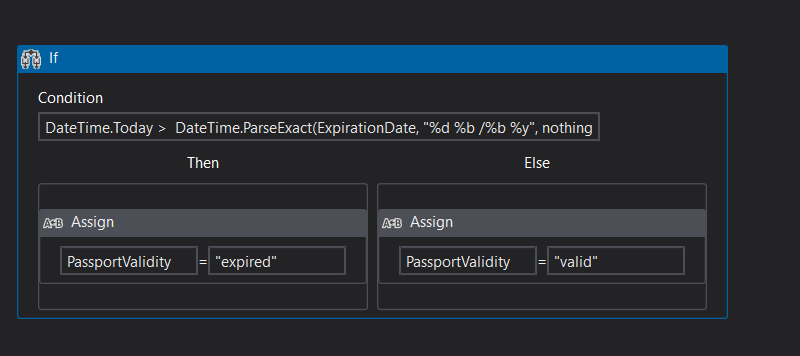 If
Condition
DateTime.Today >  DateTime.ParseExact(ExpirationDate, "%d %b /%b %y", nothing
Then
Else
A=B Assign
A=B Assign
PassportValidity = "expired"
PassportValidity = "valid"